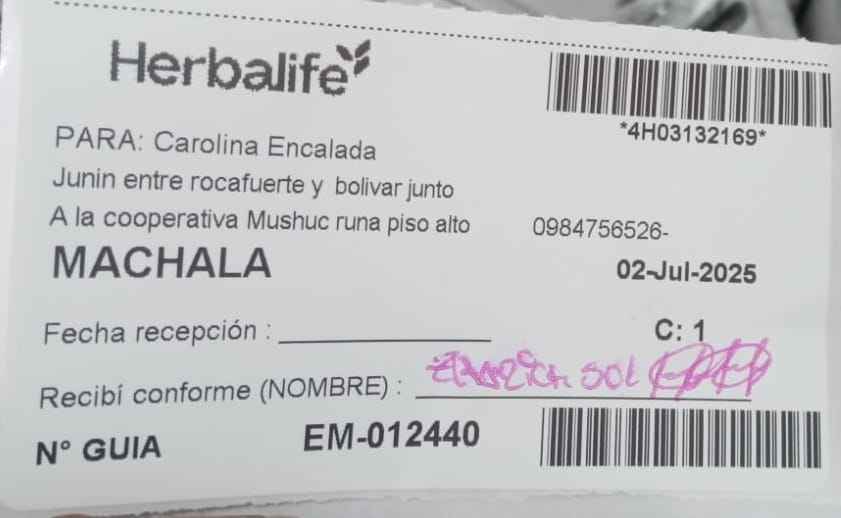 Herbalife
*4H03132169*
PARA: Carolina Encalada
Junin entre rocafuerte y bolivar junto
A la cooperativa Mushuc runa piso alto 0984756526-
MACHALA 02-Jul-2025
Fecha recepción : C: 1
Recibí conforme (NOMBRE) : sol
N° GUIA EM-012440